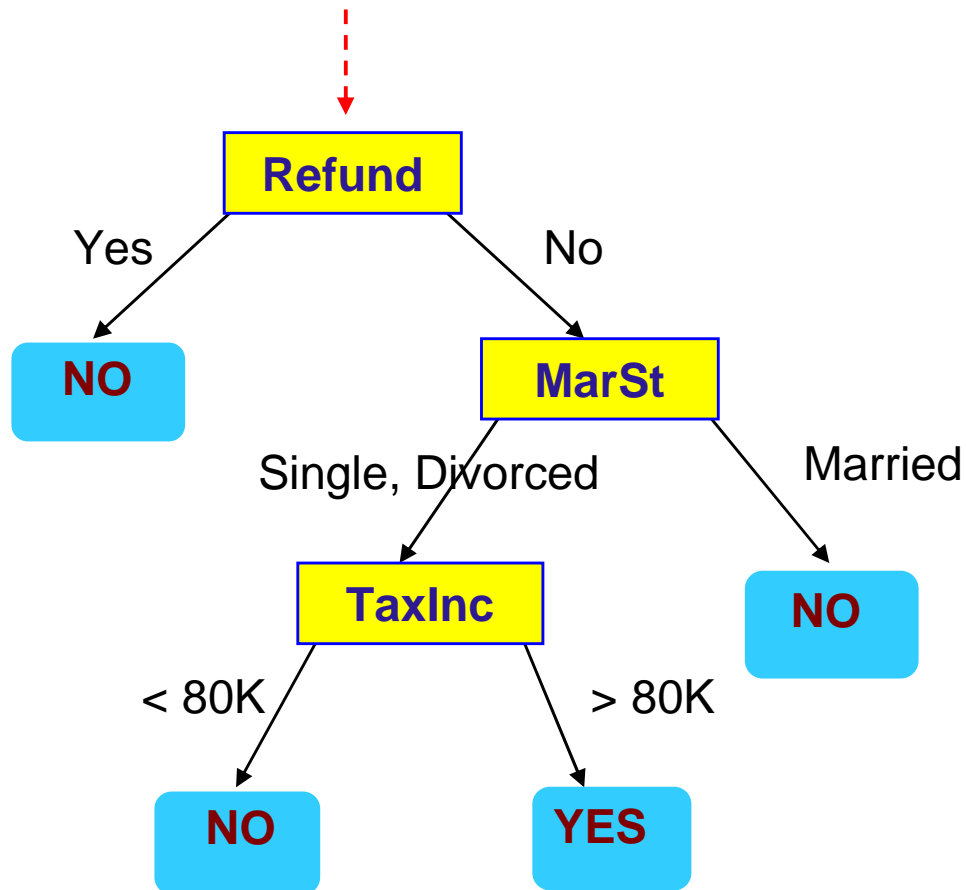 Refund
Yes
No
NO
MarSt
Single, Divorced
Married
TaxInc
NO
< 80K
> 80K
NO
YES